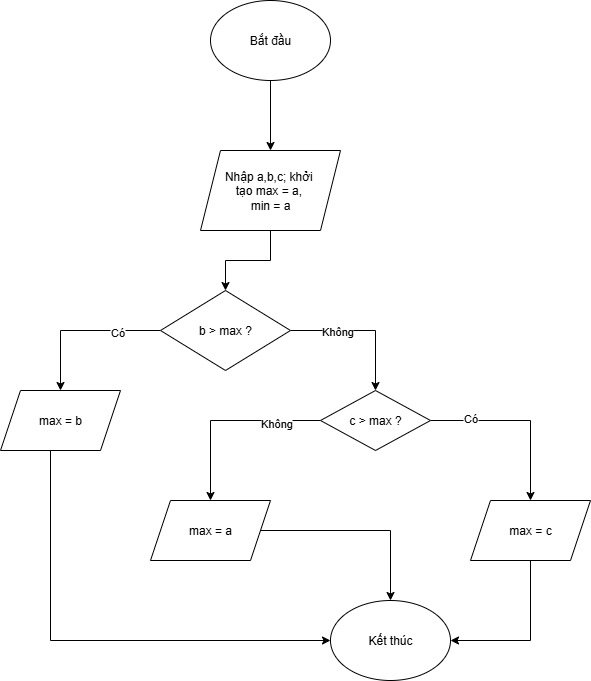 Bắt đầu
Nhập a,b,c; khởi
tạo max = a,
min = a
b > max ?
Có
Không
max = b
c > max ?
Không
Có
max = a
max = c
Kết thúc